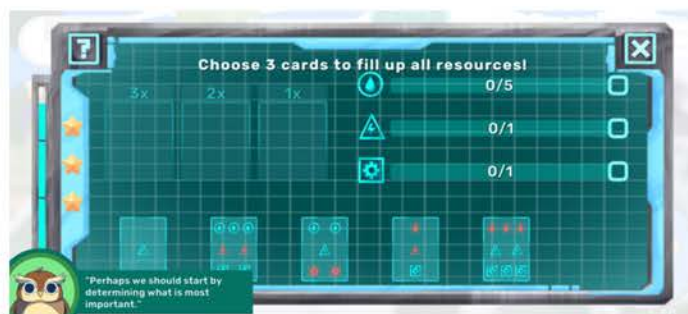 ?
Choose 3 cards to fill up all resources!
3x 2x 1x
0/5
0/1
0/1
"Perhaps we should start by
determining what is most
important."